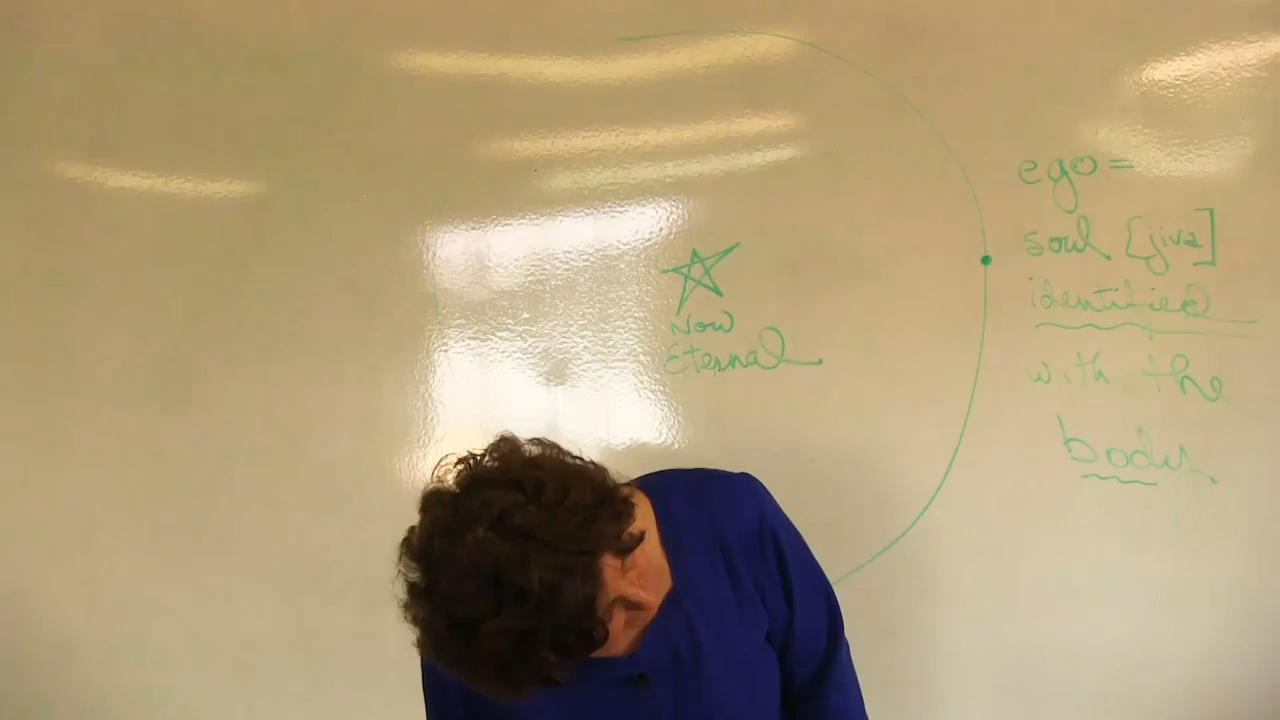 Now
Eternal
ego=
soul [jiva]
identified
with the
body